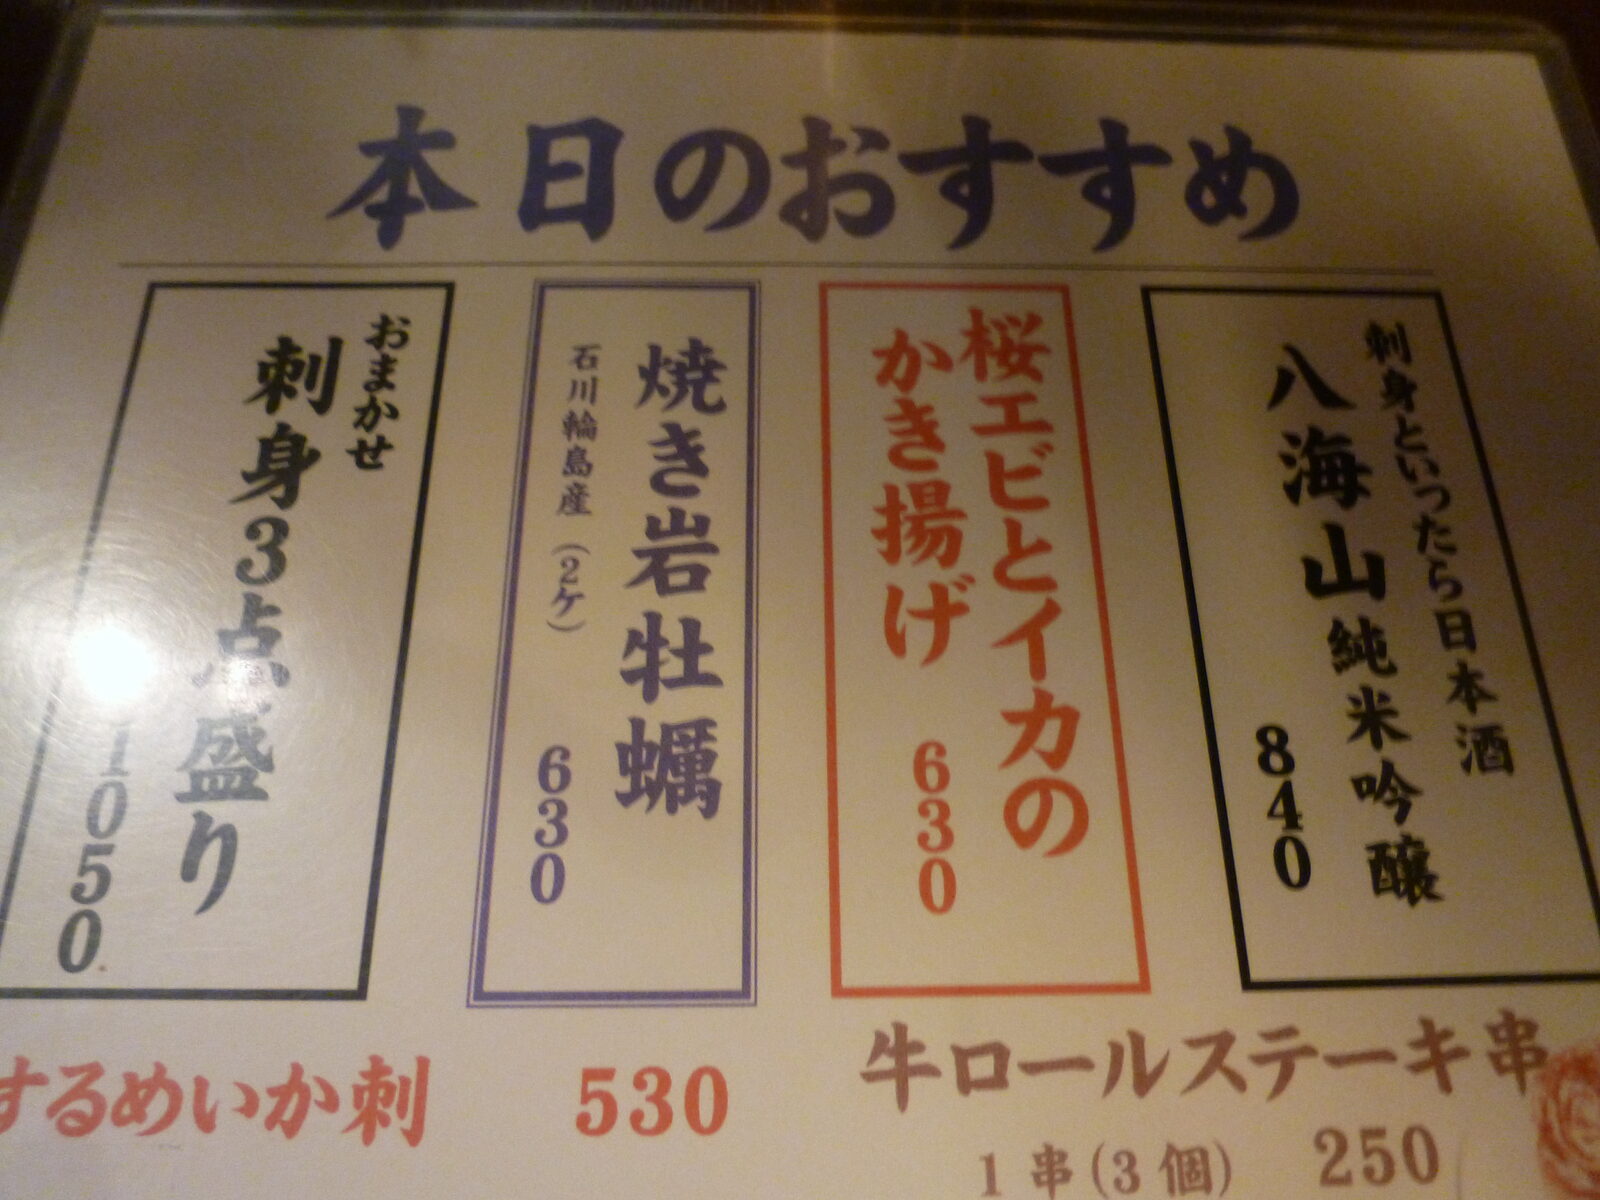 本日のおすすめ
刺身といったら日本酒
八海山純米吟醸
840
桜エビとイカの
かき揚げ
630
焼き岩牡蠣
石川輪島産（2ケ）
630
おまかせ
刺身3点盛り
1050
するめいか刺 530
牛ロールステーキ串
1串(3個) 250